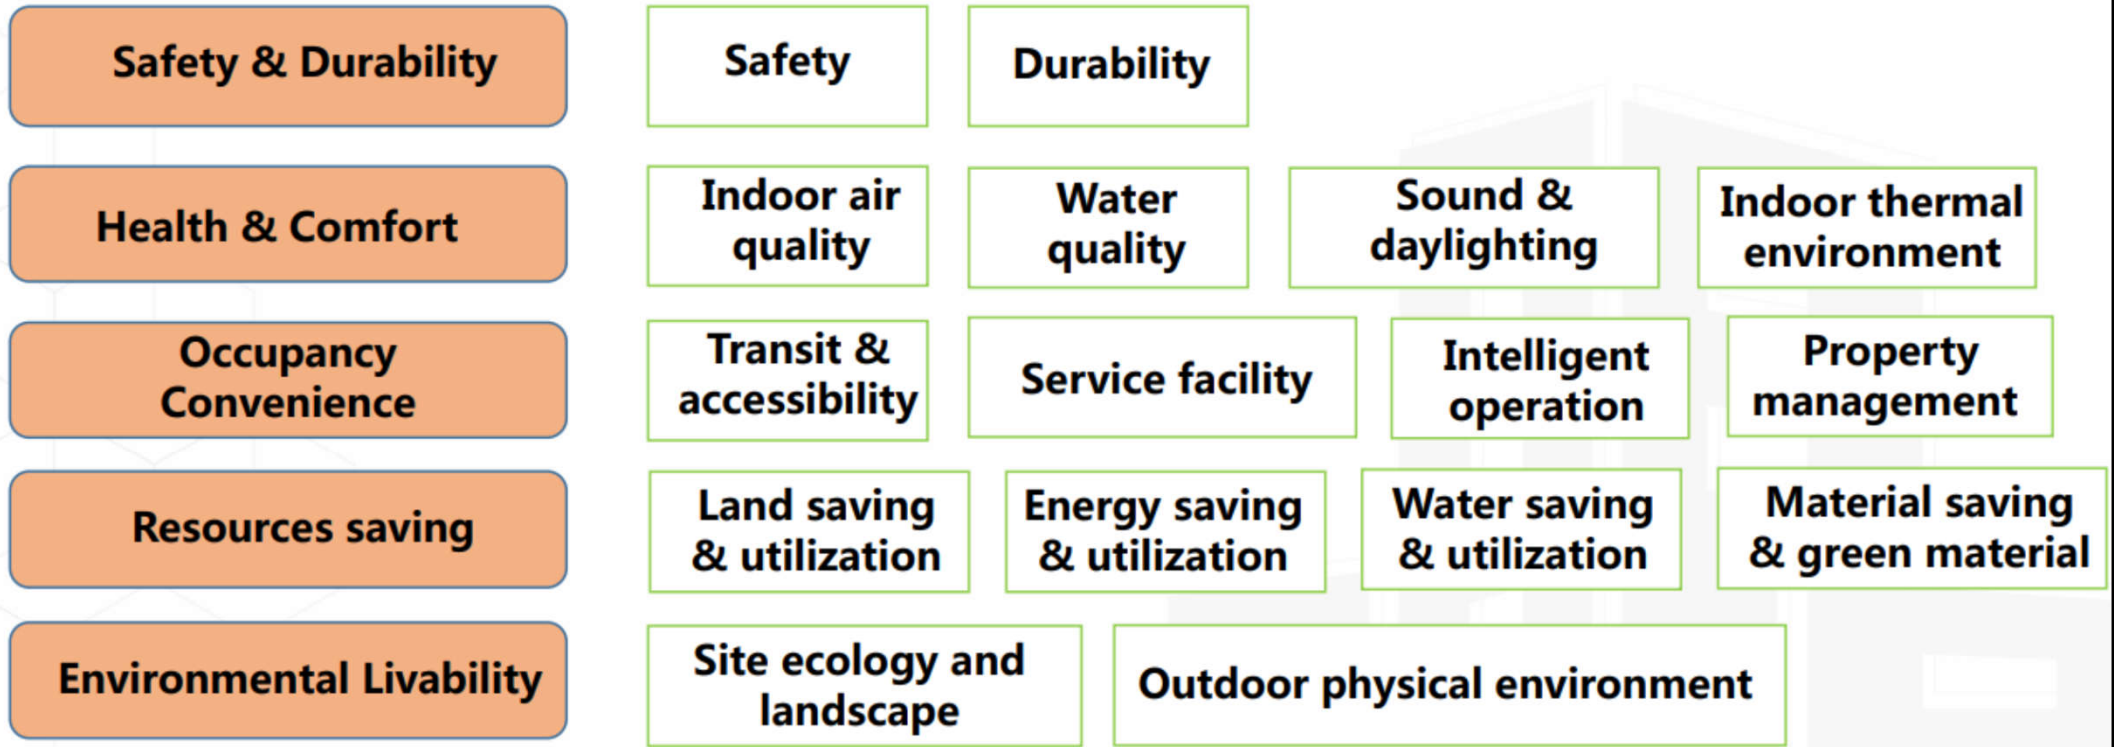 Safety & Durability
Safety
Durability
Health & Comfort
Indoor air
quality
Water
quality
Sound &
daylighting
Indoor thermal
environment
Occupancy
Convenience
Transit &
accessibility
Service facility
Intelligent
operation
Property
management
Resources saving
Land saving
& utilization
Energy saving
& utilization
Water saving
& utilization
Material saving
& green material
Environmental Livability
Site ecology and
landscape
Outdoor physical environment